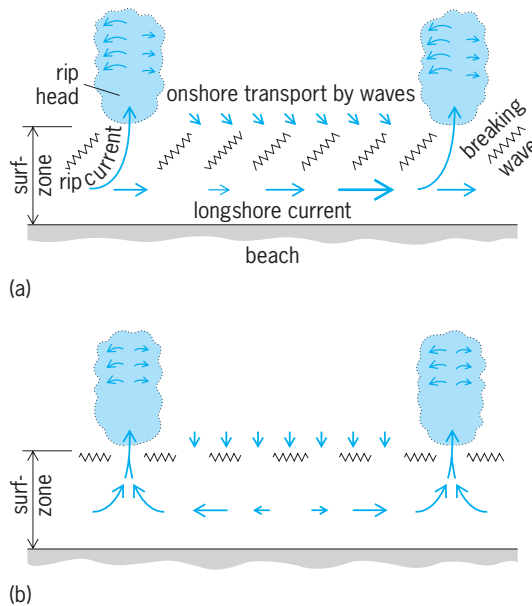 (a)
rip
head
onshore transport by waves
rip current
breaking
wave
surf-
zone
longshore current
beach
(b)
surf-
zone